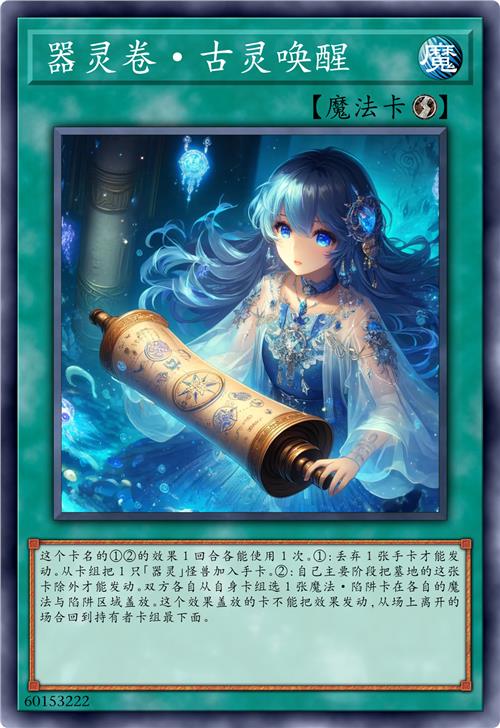 器灵卷·古灵唤醒
魔
【魔法卡】
这个卡名的①②的效果1回合各能使用1次。①:丢弃1张手卡才能发
动。从卡组把1只「器灵」怪兽加入手卡。②:自己主要阶段把墓地的这张
卡除外才能发动。双方各自从自身卡组选1张魔法·陷阱卡在各自的魔
法与陷阱区域盖放。这个效果盖放的卡不能把效果发动,从场上离开的
场合回到持有者卡组最下面。
60153222